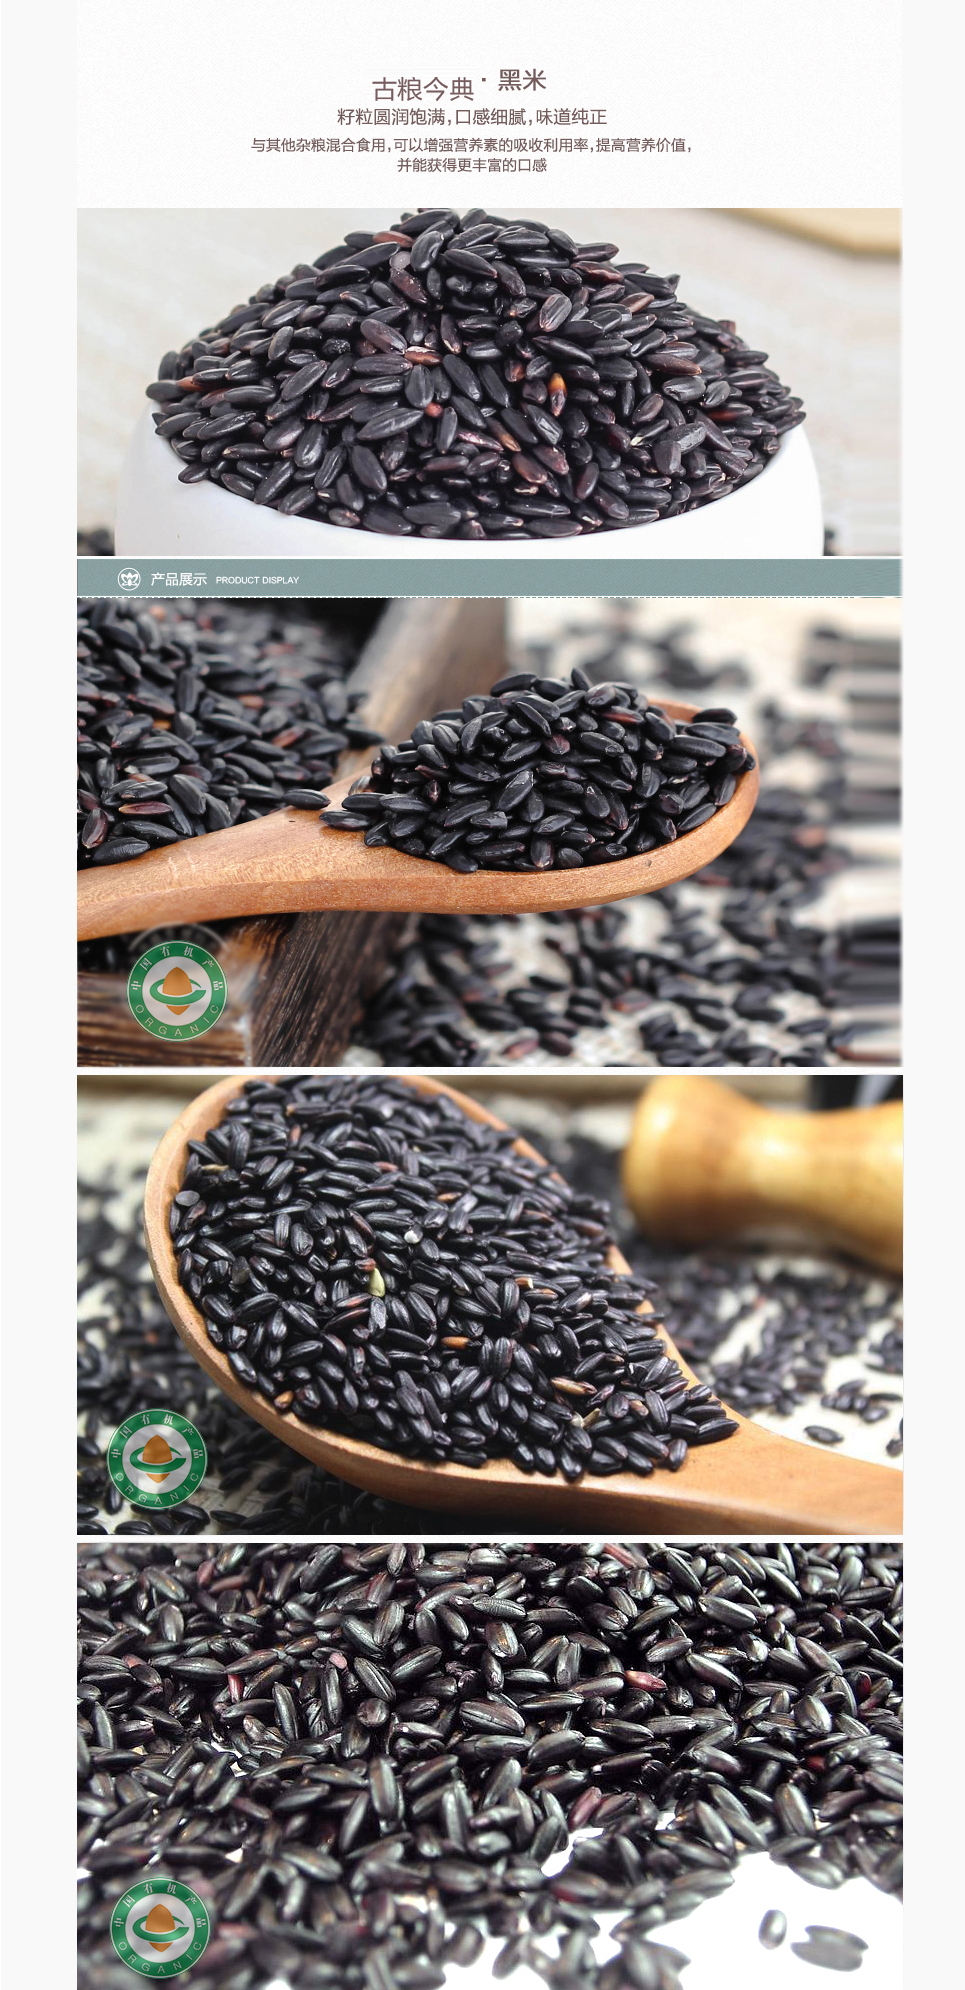 古粮今典·黑米
籽粒圆润饱满,口感细腻,味道纯正
与其他杂粮混合食用,可以增强营养素的吸收利用率,提高营养价值,
并能获得更丰富的口感
产品展示 PRODUCT DISPLAY
中国有机产品
ORGANIC
中国有机产品
ORGANIC
中国有机产品
ORGANIC